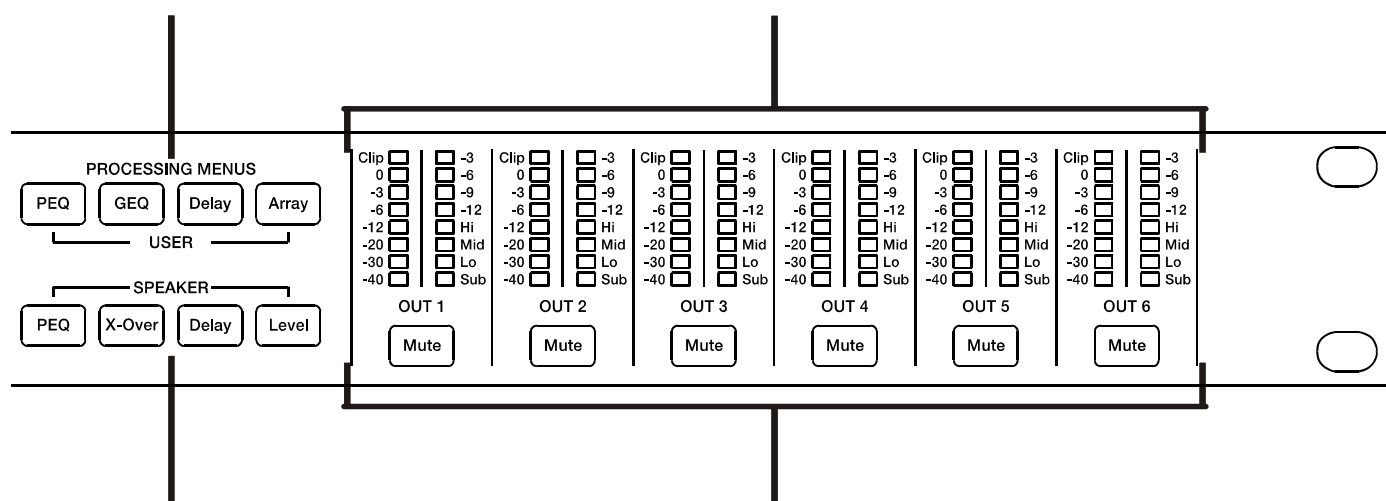 PROCESSING MENUS
PEQ GEQ Delay Array
USER
SPEAKER
PEQ X-Over Delay Level
Clip -3 Clip -3 Clip -3 Clip -3 Clip -3 Clip -3
0 -6 0 -6 0 -6 0 -6 0 -6 0 -6
-3 -9 -3 -9 -3 -9 -3 -9 -3 -9 -3 -9
-6 -12 -6 -12 -6 -12 -6 -12 -6 -12 -6 -12
-12 Hi -12 Hi -12 Hi -12 Hi -12 Hi -12 Hi
-20 Mid -20 Mid -20 Mid -20 Mid -20 Mid -20 Mid
-30 Lo -30 Lo -30 Lo -30 Lo -30 Lo -30 Lo
-40 Sub -40 Sub -40 Sub -40 Sub -40 Sub -40 Sub
OUT 1 OUT 2 OUT 3 OUT 4 OUT 5 OUT 6
Mute Mute Mute Mute Mute Mute